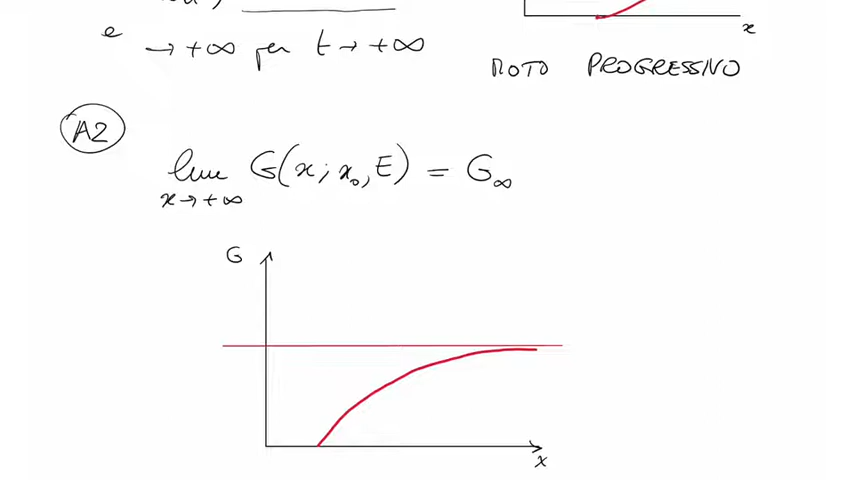 x
e → +∞ per t → +∞
MOTO PROGRESSIVO
A2
lim G(x; x₀, E) = G∞
x → +∞
G
x